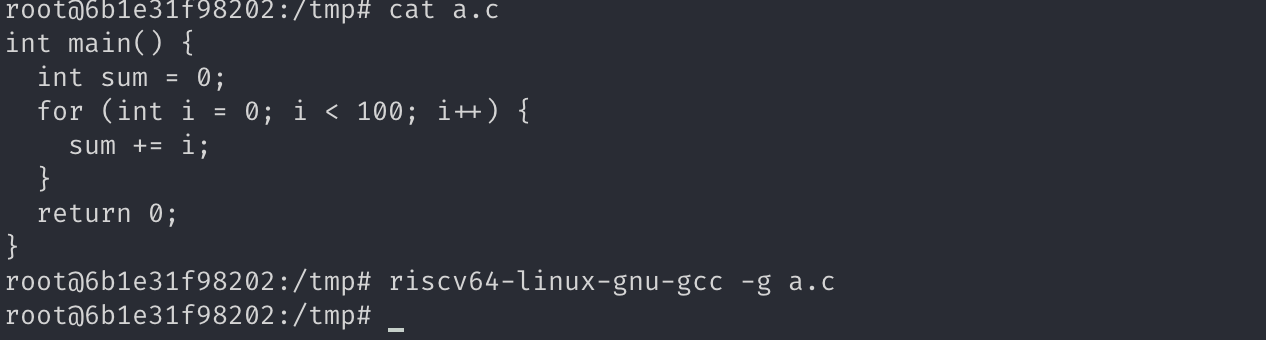 root@6b1e31f98202:/tmp# cat a.c
int main() {
  int sum = 0;
  for (int i = 0; i < 100; i++) {
    sum += i;
  }
  return 0;
}
root@6b1e31f98202:/tmp# riscv64-linux-gnu-gcc -g a.c
root@6b1e31f98202:/tmp# _